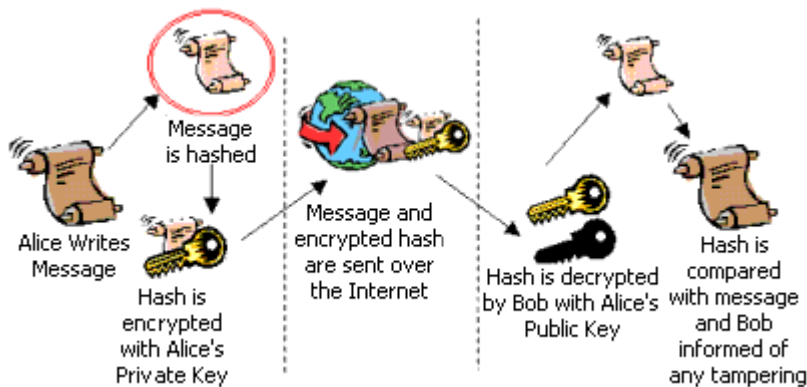 Alice Writes
Message
Message
is hashed
Hash is
encrypted
with Alice's
Private Key
Message and
encrypted hash
are sent over
the Internet
Hash is decrypted
by Bob with Alice's
Public Key
Hash is
compared
with message
and Bob
informed of
any tampering